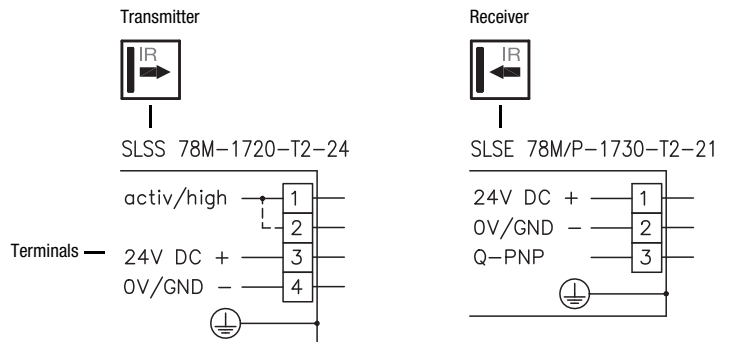 Transmitter
IR
SLSS 78M-1720-T2-24
activ/high 1
2
Terminals
24V DC + 3
0V/GND - 4
Receiver
IR
SLSE 78M/P-1730-T2-21
24V DC + 1
0V/GND - 2
Q-PNP 3